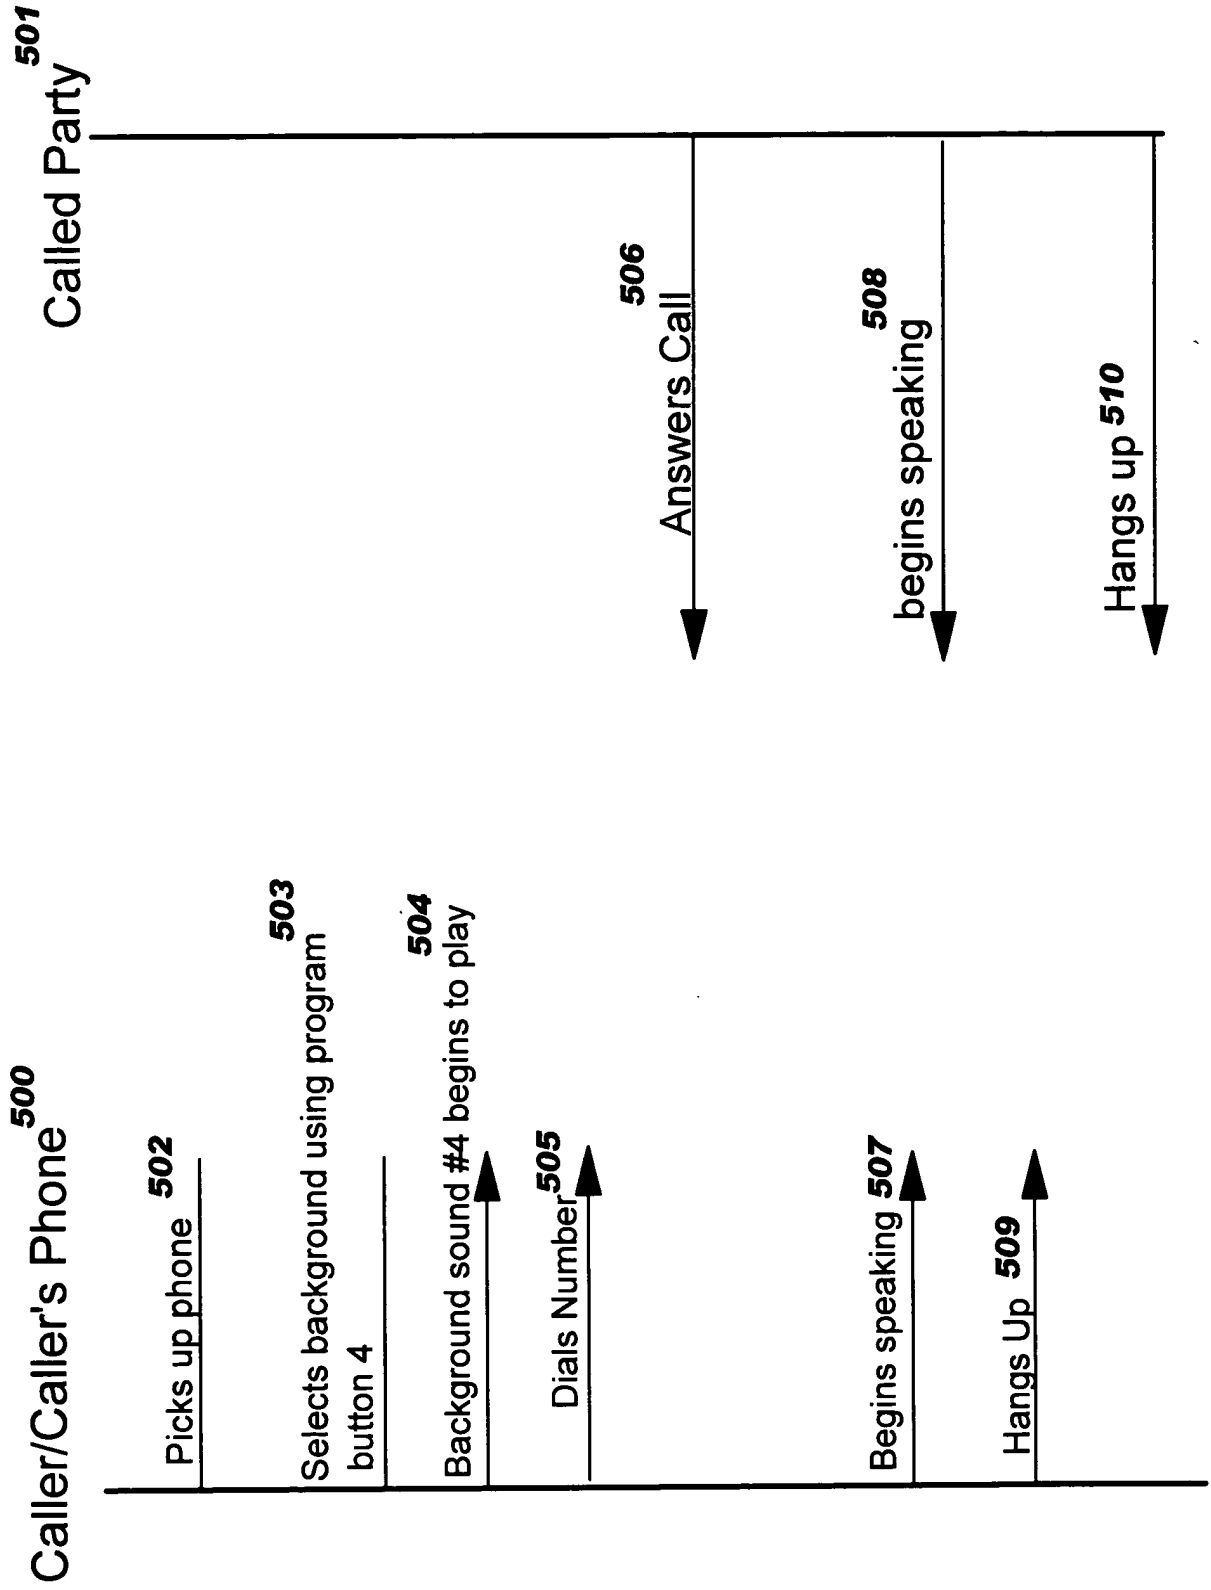 Caller/Caller's Phone 500
Called Party 501
Picks up phone 502
503
Selects background using program
button 4
504
Background sound #4 begins to play
Dials Number 505
506
Answers Call
Begins speaking 507
508
begins speaking
Hangs Up 509
Hangs up 510